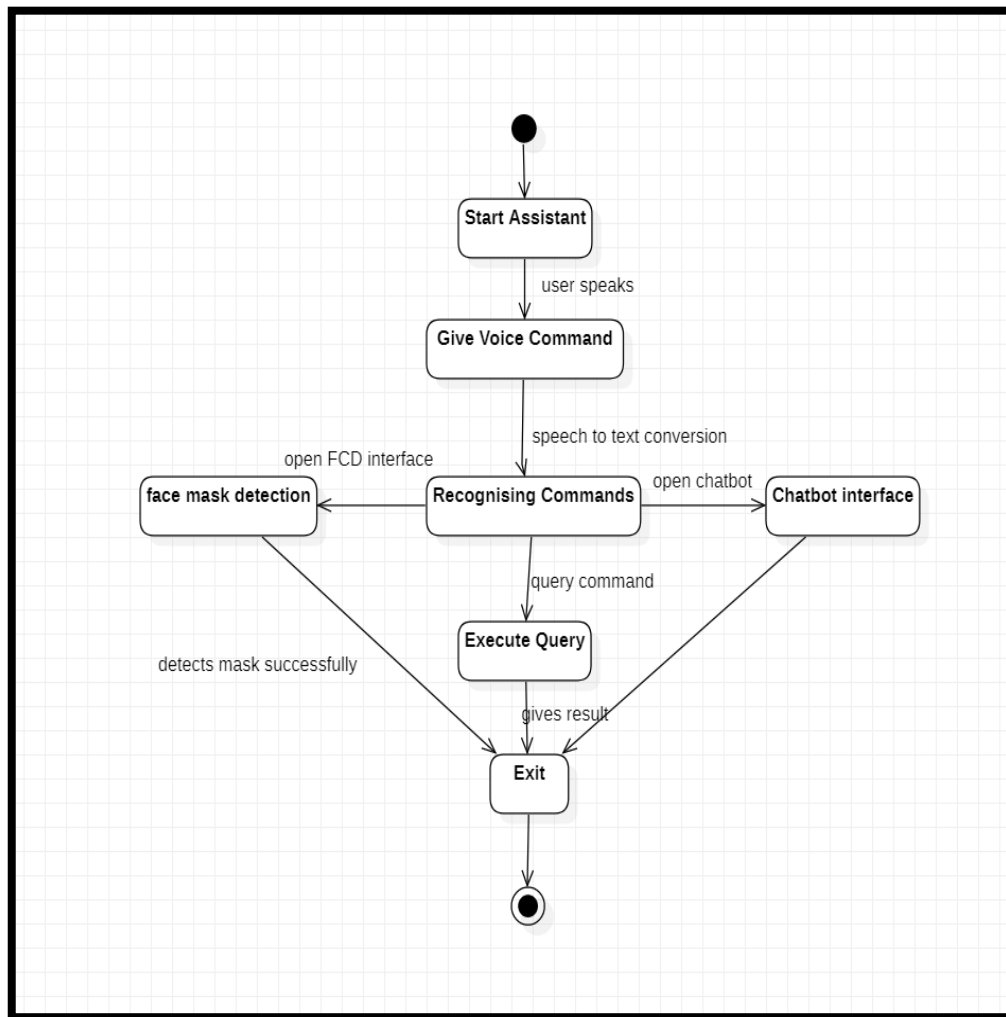 Start Assistant
user speaks
Give Voice Command
speech to text conversion
open FCD interface
open chatbot
face mask detection
Recognising Commands
Chatbot interface
query command
Execute Query
detects mask successfully
gives result
Exit